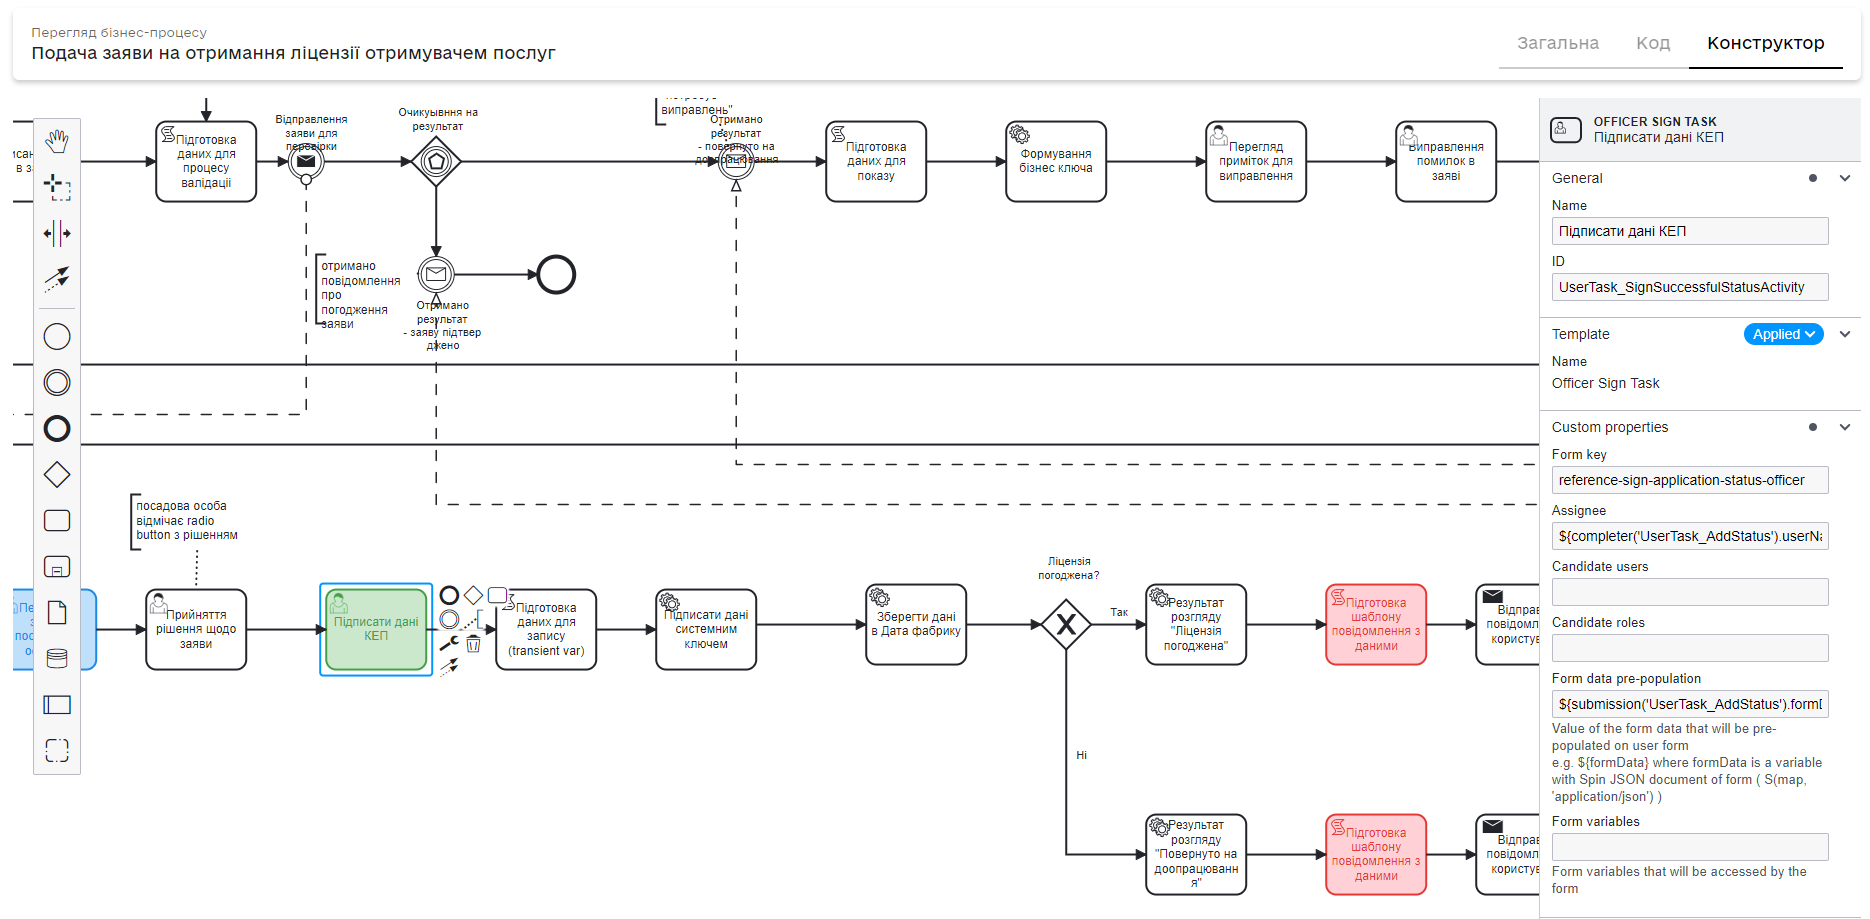 Перегляд бізнес-процесу
Подача заяви на отримання ліцензії отримувачем послуг
Загальна
Код
Конструктор
Підготовка
даних для
процесу
валідації
Відправлення
заяви для
перевірки
Очикуывння на
результат
виправлень"
Отримано
результат
- повернуто на
доопрацювання
Підготовка
даних для
показу
Формування
бізнес ключа
Перегляд
приміток для
виправлення
Виправлення
помилок в
заяві
отримано
повідомлення
про
погодження
заяви
Отримано
результат
- заяву підтвер
джено
посадова особа
відмічає radio
button з рішенням
Прийняття
рішення щодо
заяви
Підписати дані
КЕП
Підготовка
даних для
запису
(transient var)
Підписати дані
системним
ключем
Зберегти дані
в Дата фабрику
Ліцензія
погоджена?
Так
Ні
Результат
розгляду
"Ліцензія
погоджена"
Підготовка
шаблону
повідомлення з
даними
Відправ
повідомл
користув
Результат
розгляду
"Повернуто на
доопрацюванн
я"
Підготовка
шаблону
повідомлення з
даними
Відправ
повідомл
користув
OFFICER SIGN TASK
Підписати дані КЕП
General
Name
Підписати дані КЕП
ID
UserTask_SignSuccessfulStatusActivity
Template
Applied
Name
Officer Sign Task
Custom properties
Form key
reference-sign-application-status-officer
Assignee
${completer('UserTask_AddStatus').userNa
Candidate users
Candidate roles
Form data pre-population
${submission('UserTask_AddStatus').formD
Value of the form data that will be pre-
populated on user form
e.g. ${formData} where formData is a variable
with Spin JSON document of form ( S(map,
'application/json') )
Form variables
Form variables that will be accessed by the
form